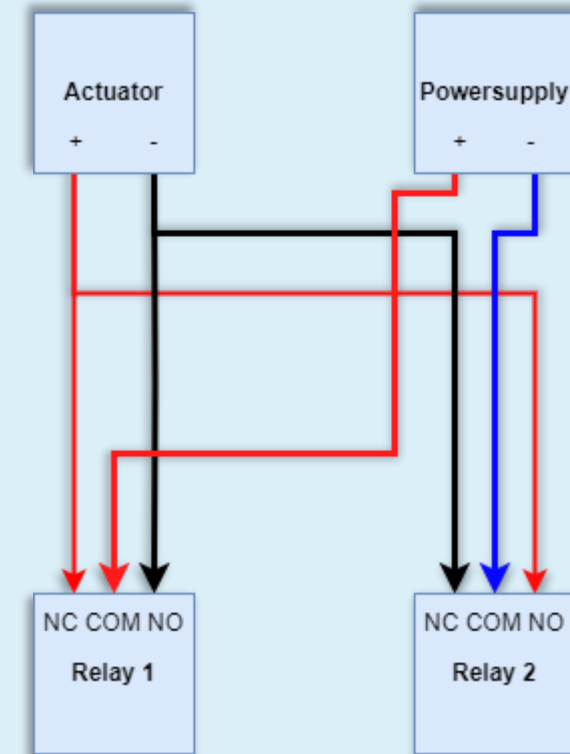 Actuator
+ -
Powersupply
+ -
NC COM NO
Relay 1
NC COM NO
Relay 2